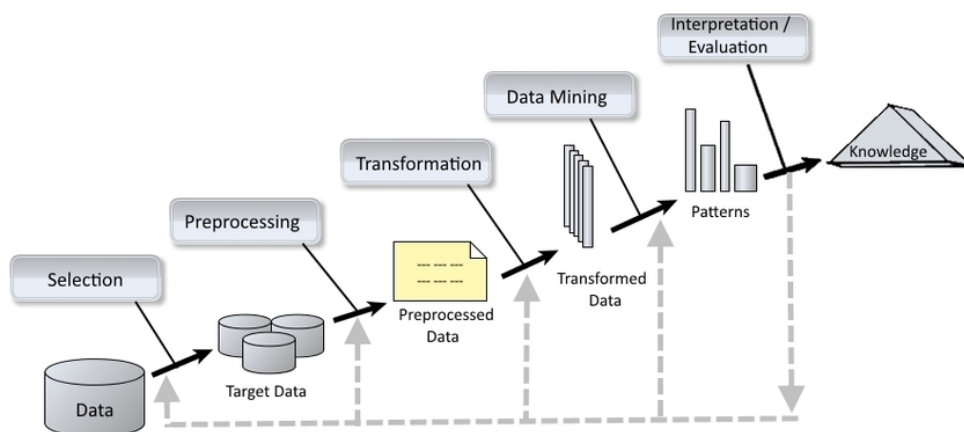 Interpretation /
Evaluation
Data Mining
Transformation
Preprocessing
Selection
Data
Target Data
--- --- ---
--- --- ---
Preprocessed
Data
Transformed
Data
Patterns
Knowledge